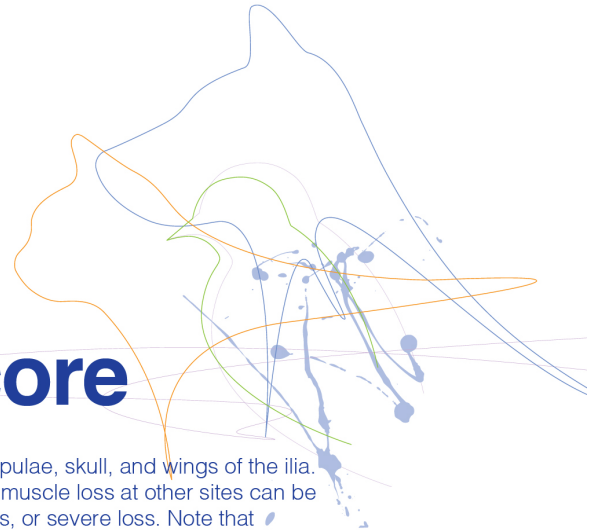 core
pulae, skull, and wings of the ilia.
muscle loss at other sites can be
s, or severe loss. Note that